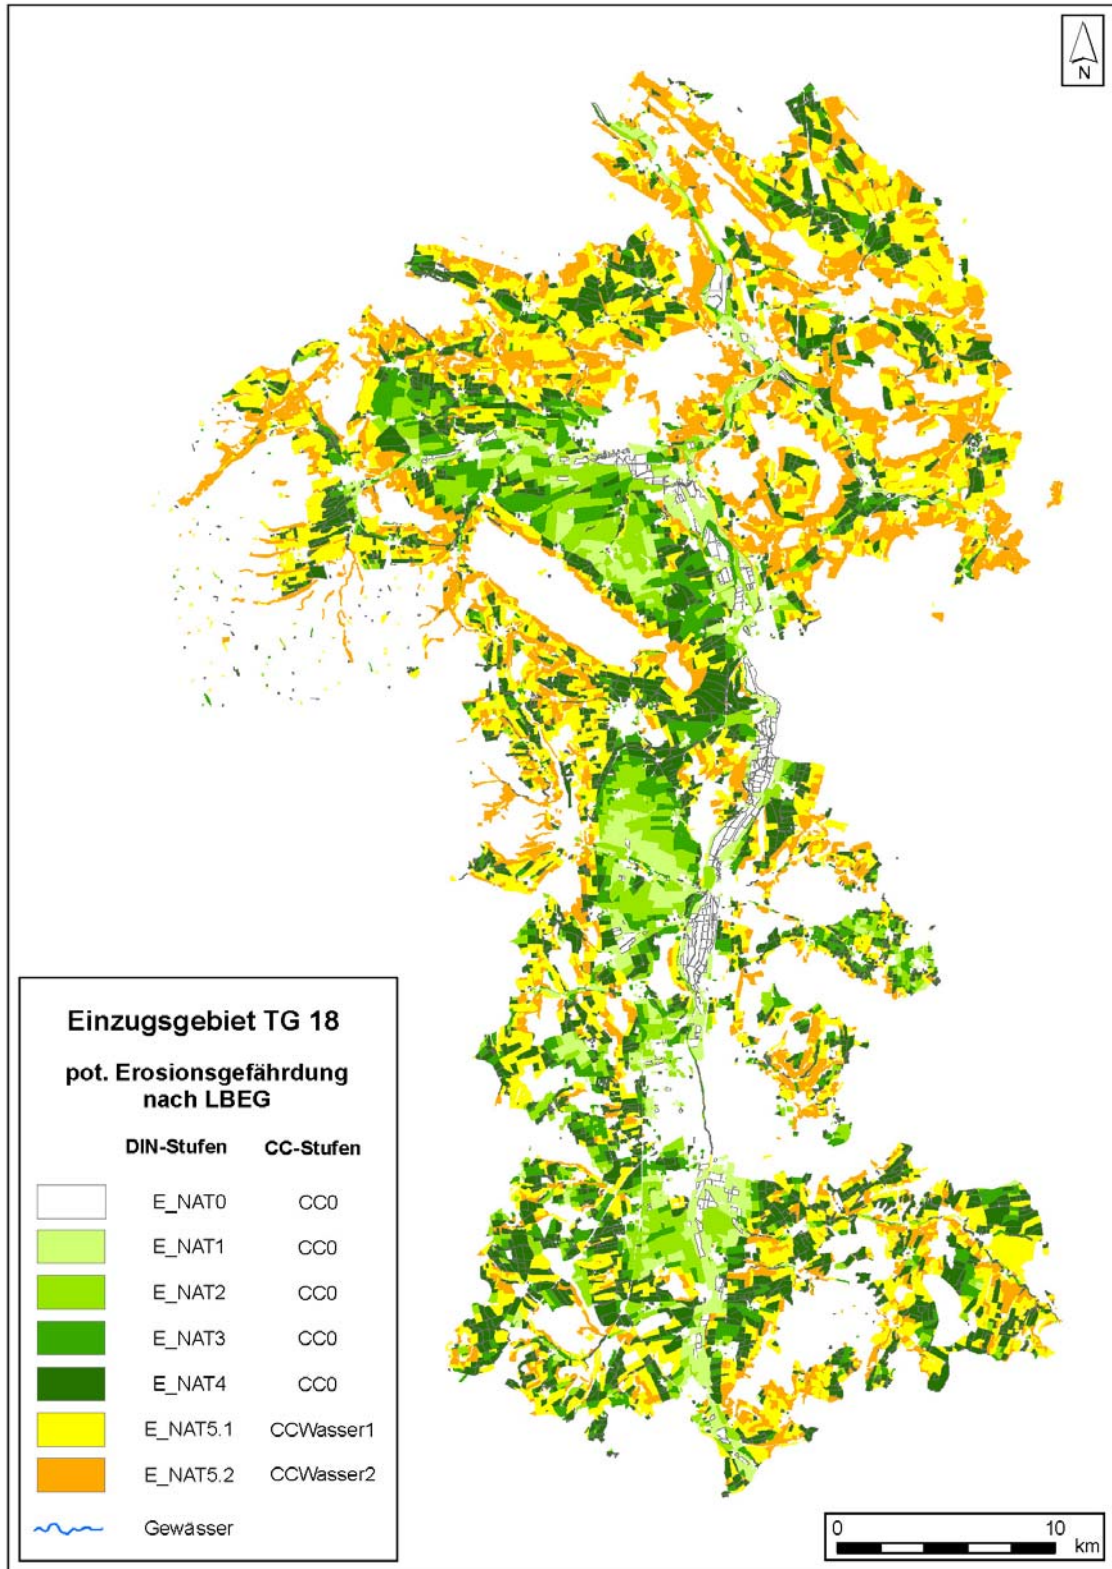 N
Einzugsgebiet TG 18
pot. Erosionsgefährdung
nach LBEG
DIN-Stufen CC-Stufen
E_NAT0 CC0
E_NAT1 CC0
E_NAT2 CC0
E_NAT3 CC0
E_NAT4 CC0
E_NAT5.1 CCWasser1
E_NAT5.2 CCWasser2
Gewässer
0 10
km